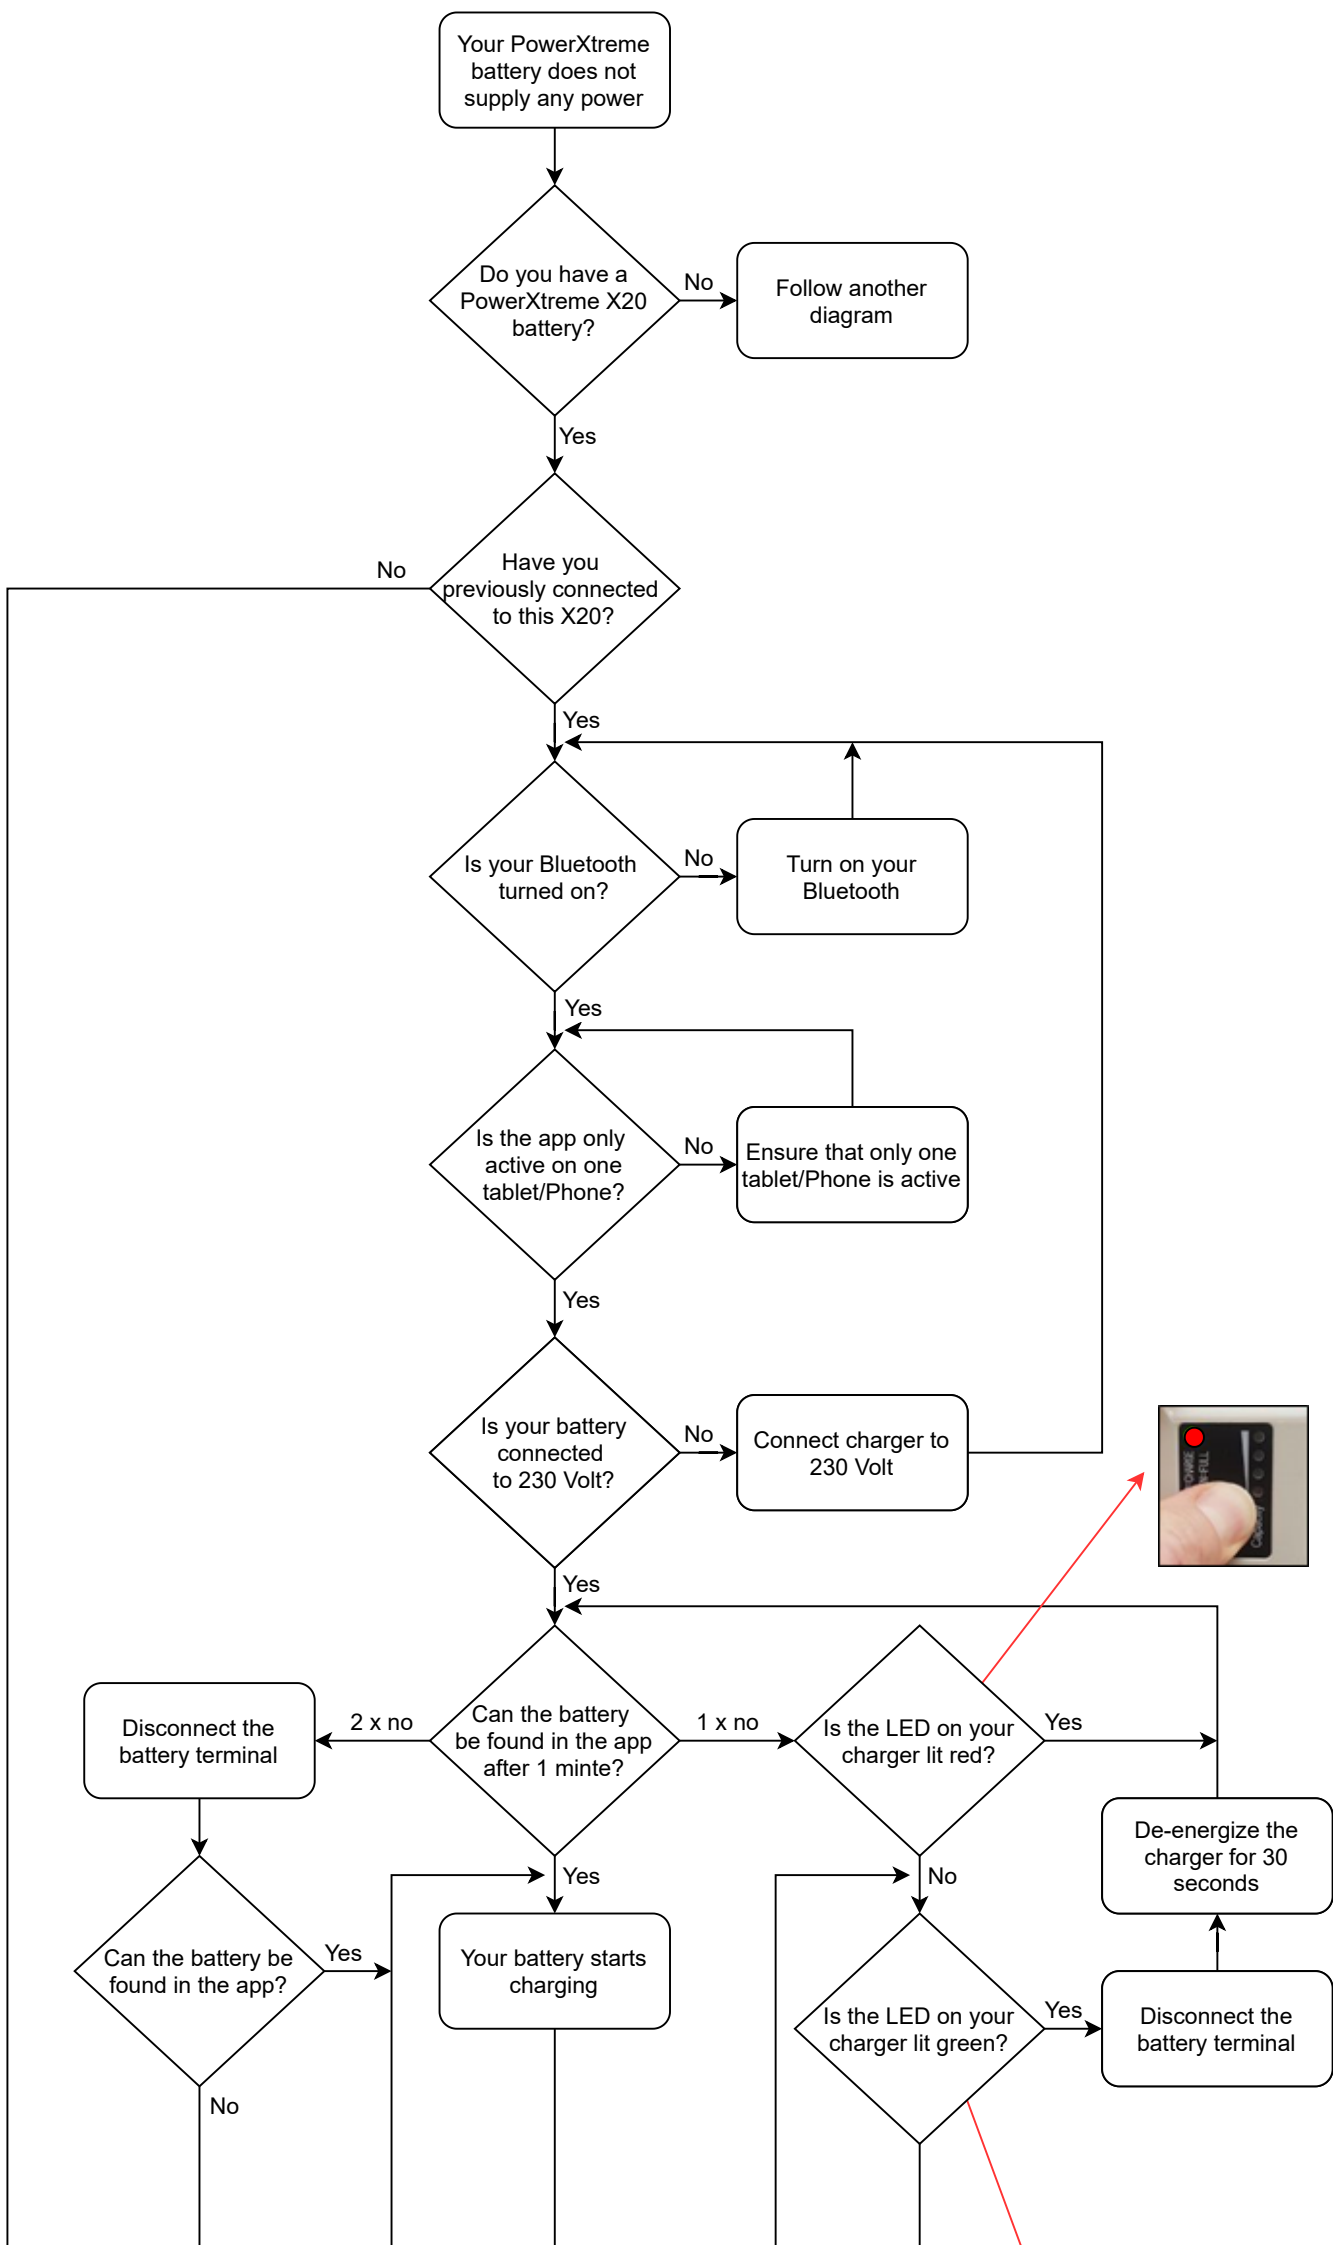 Your PowerXtreme
battery does not
supply any power
Do you have a
PowerXtreme X20
battery?
No
Follow another
diagram
Yes
Have you
previously connected
to this X20?
No
Yes
Is your Bluetooth
turned on?
No
Turn on your
Bluetooth
Yes
Is the app only
active on one
tablet/Phone?
No
Ensure that only one
tablet/Phone is active
Yes
Is your battery
connected
to 230 Volt?
No
Connect charger to
230 Volt
Capacity
Yes
Disconnect the
battery terminal
2 x no
Can the battery
be found in the app
after 1 minte?
1 x no
Is the LED on your
charger lit red?
Yes
De-energize the
charger for 30
seconds
Yes
No
Can the battery be
found in the app?
Yes
Your battery starts
charging
Is the LED on your
charger lit green?
Yes
Disconnect the
battery terminal
No